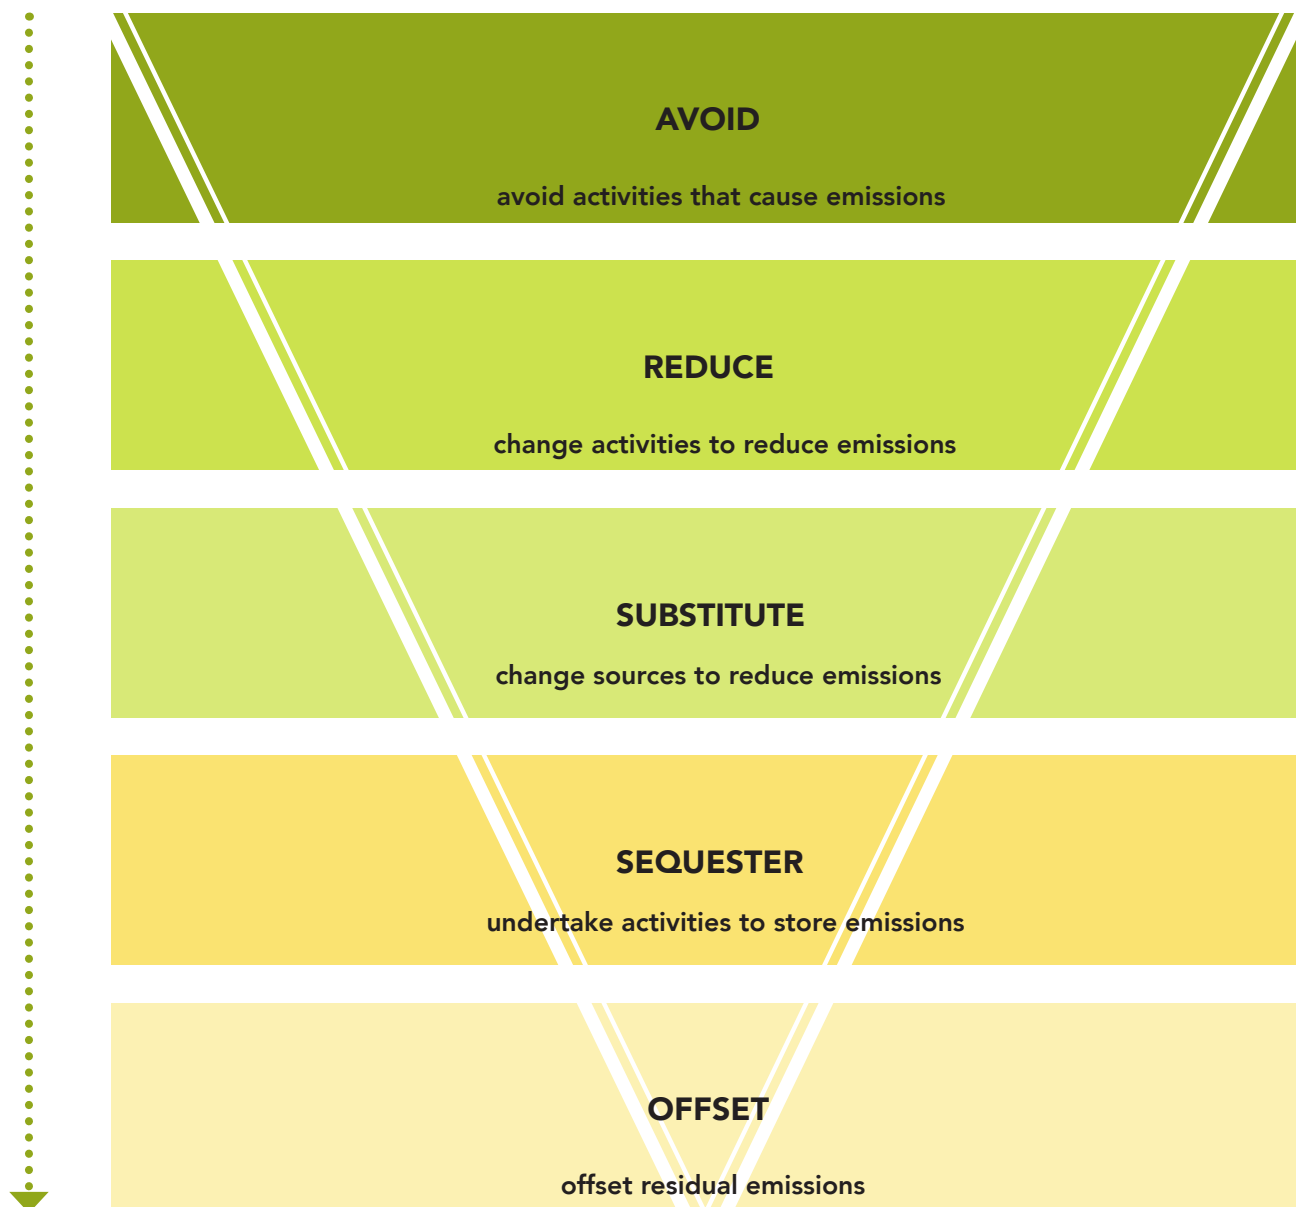 AVOID
avoid activities that cause emissions
REDUCE
change activities to reduce emissions
SUBSTITUTE
change sources to reduce emissions
SEQUESTER
undertake activities to store emissions
OFFSET
offset residual emissions